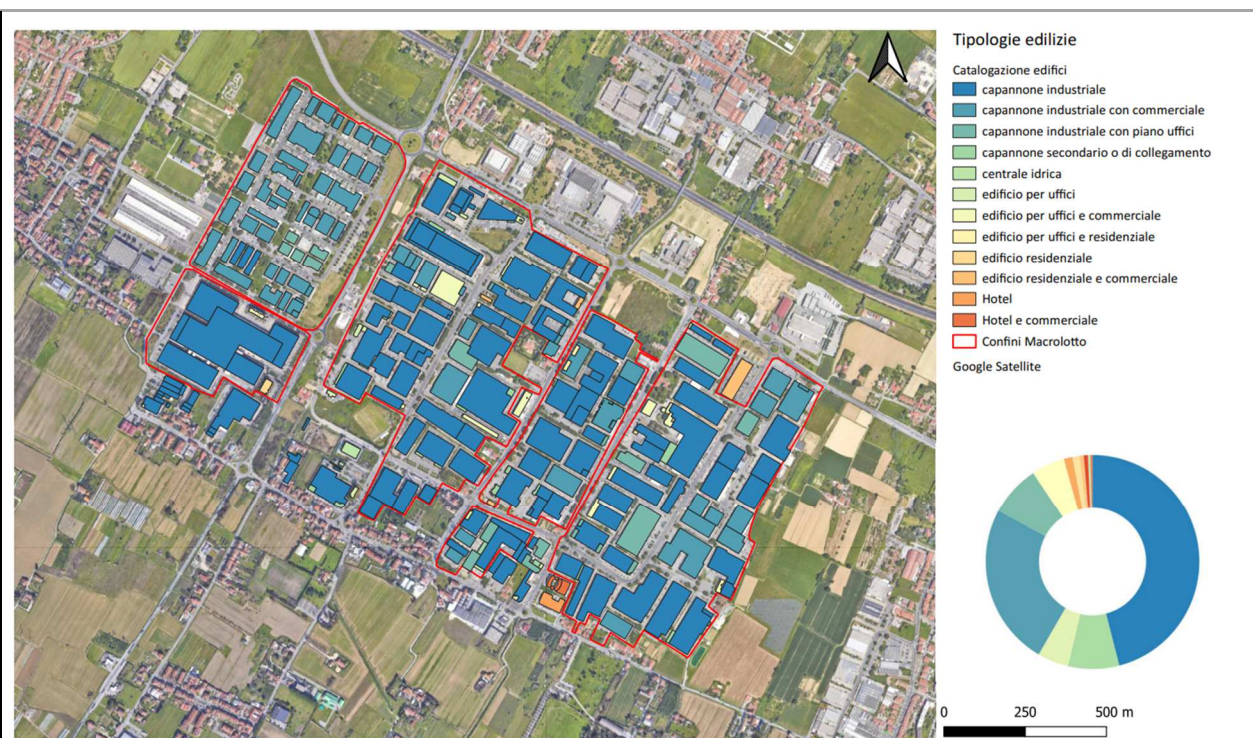 Tipologie edilizie
Catalogazione edifici
capannone industriale
capannone industriale con commerciale
capannone industriale con piano uffici
capannone secondario o di collegamento
centrale idrica
edificio per uffici
edificio per uffici e commerciale
edificio per uffici e residenziale
edificio residenziale
edificio residenziale e commerciale
Hotel
Hotel e commerciale
Confini Macrolotto
Google Satellite
0 250 500 m